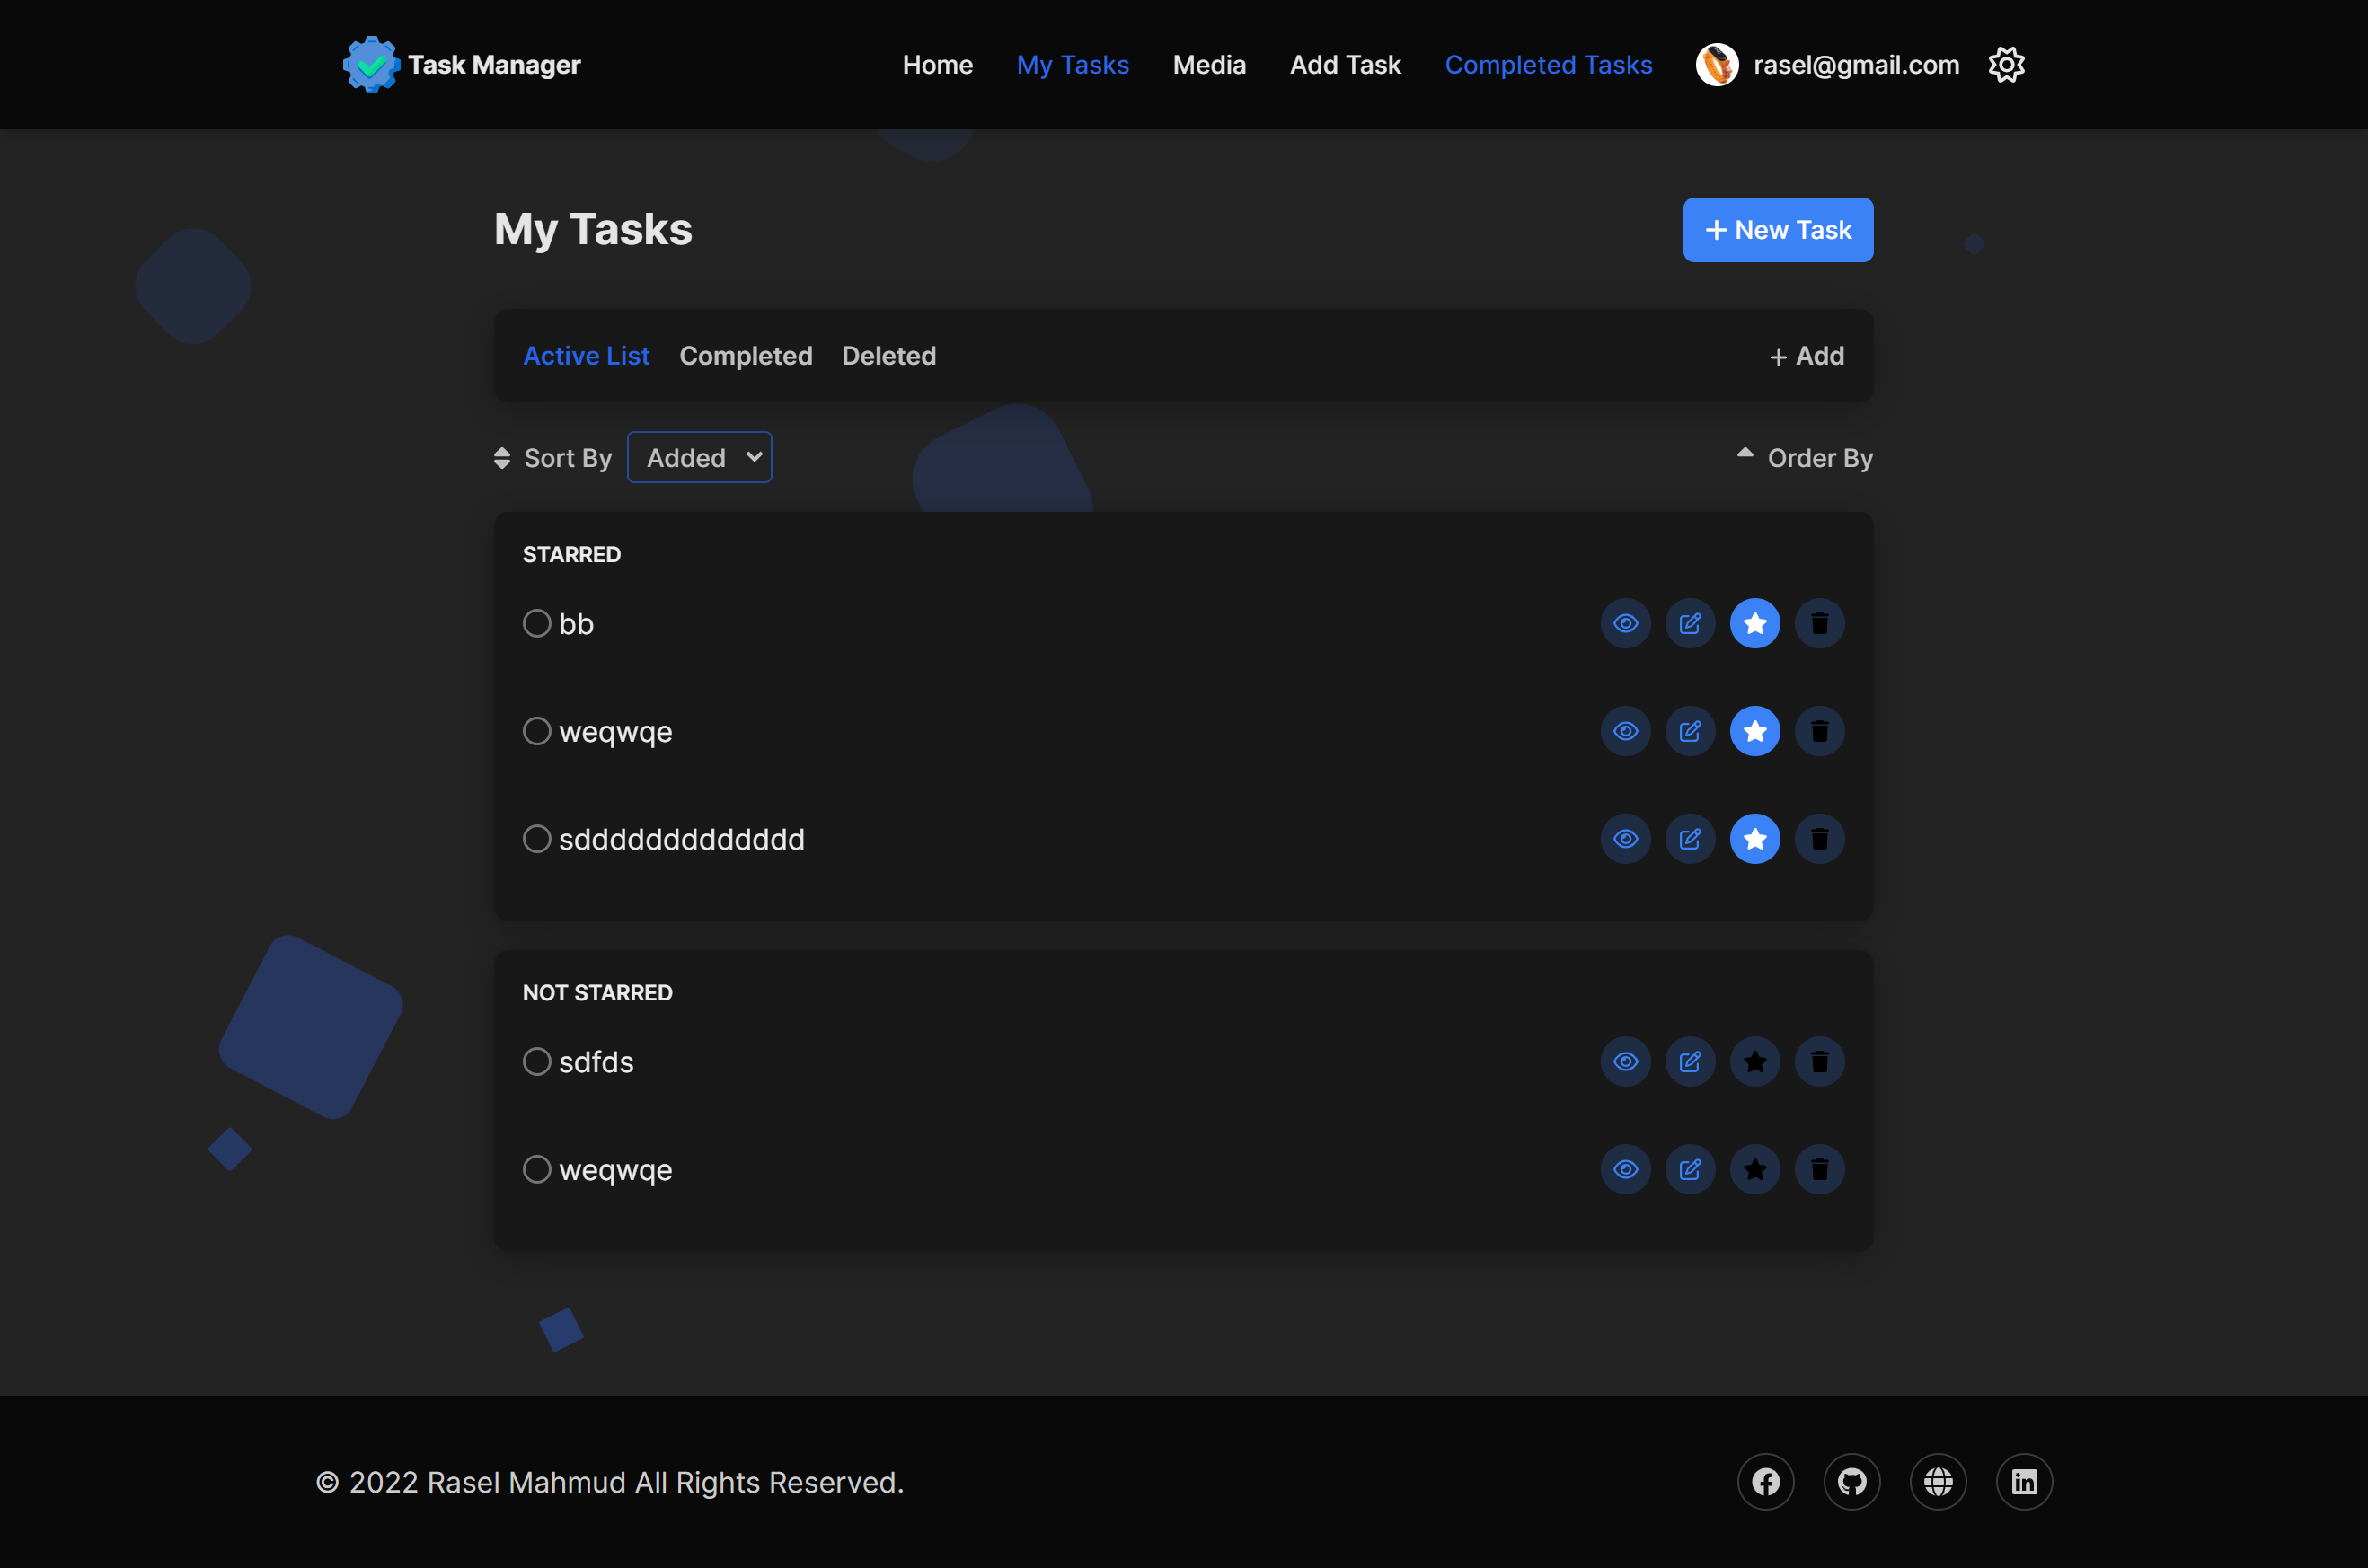 Task Manager
Home My Tasks Media Add Task Completed Tasks rasel@gmail.com
My Tasks
+ New Task
Active List Completed Deleted + Add
Sort By Added Order By
STARRED
bb
weqwqe
sddddddddddddd
NOT STARRED
sdfds
weqwqe
© 2022 Rasel Mahmud All Rights Reserved.